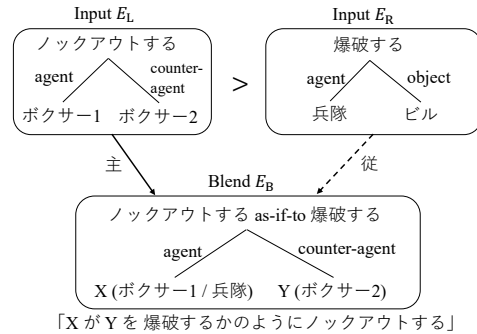 Input E_L
Input E_R
ノックアウトする
爆破する
agent
counter-
agent
>
agent
object
ボクサー1
ボクサー2
兵隊
ビル
主
従
Blend E_B
ノックアウトする as-if-to 爆破する
agent
counter-agent
X (ボクサー1 / 兵隊)
Y (ボクサー2)
「X が Y を 爆破するかのようにノックアウトする」